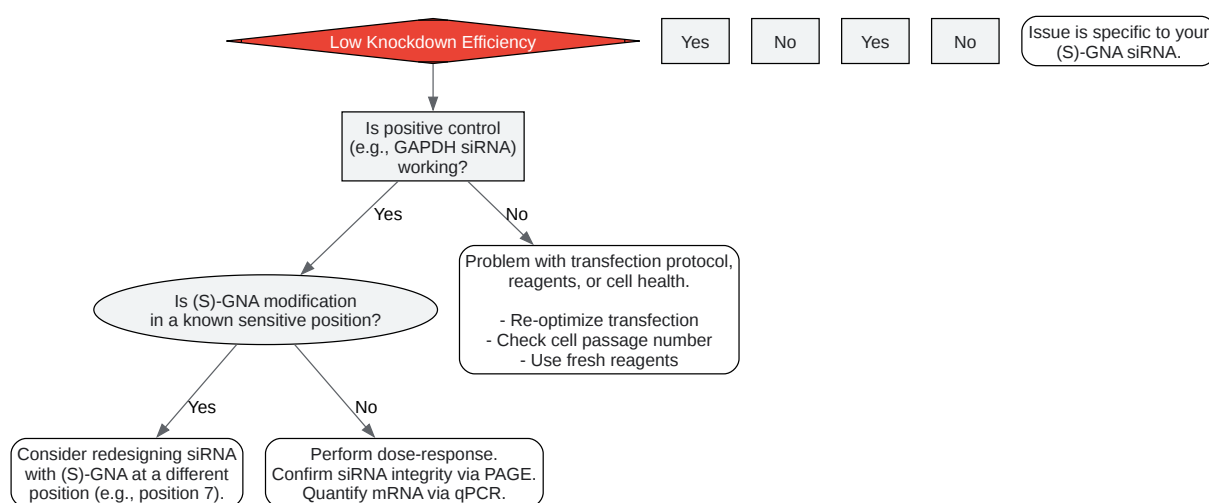 Low Knockdown Efficiency
Yes
No
Yes
No
Issue is specific to your
(S)-GNA siRNA.
Is positive control
(e.g., GAPDH siRNA)
working?
Yes
No
Is (S)-GNA modification
in a known sensitive position?
Problem with transfection protocol,
reagents, or cell health.
- Re-optimize transfection
- Check cell passage number
- Use fresh reagents
Yes
No
Consider redesigning siRNA
with (S)-GNA at a different
position (e.g., position 7).
Perform dose-response.
Confirm siRNA integrity via PAGE.
Quantify mRNA via qPCR.